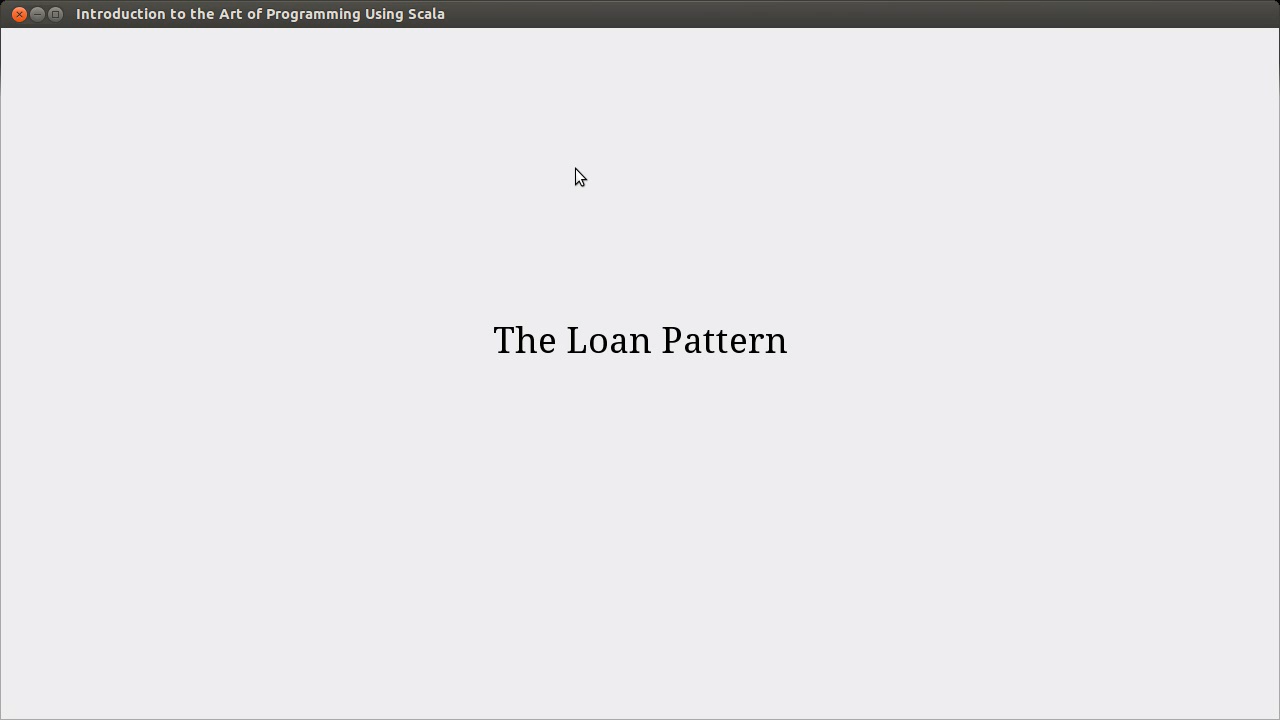 Introduction to the Art of Programming Using Scala
The Loan Pattern